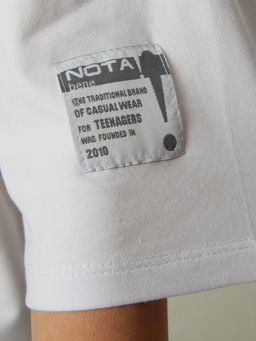 NOTA
bene
THE TRADITIONAL BRAND
OF CASUAL WEAR
FOR TEENAGERS
WAS FOUNDED IN
2010